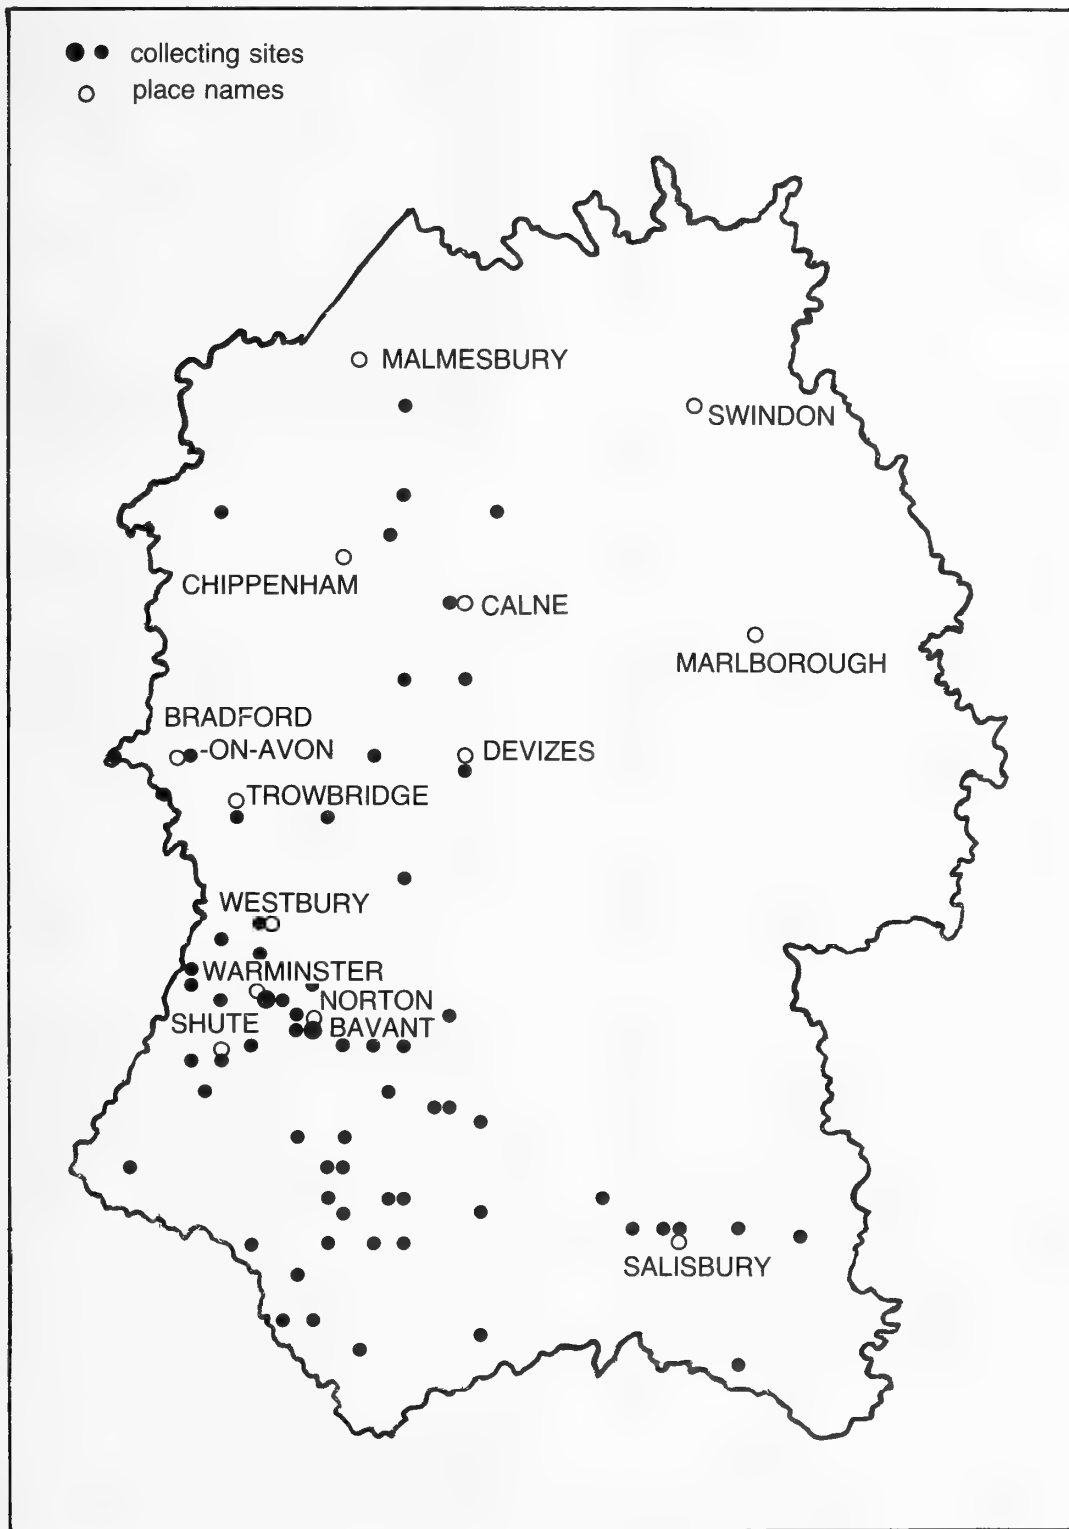 collecting sites
place names
MALMESBURY
SWINDON
CHIPPENHAM
CALNE
MARLBOROUGH
BRADFORD
-ON-AVON
DEVIZES
TROWBRIDGE
WESTBURY
WARMINSTER
NORTON
SHUTE
BAVANT
SALISBURY